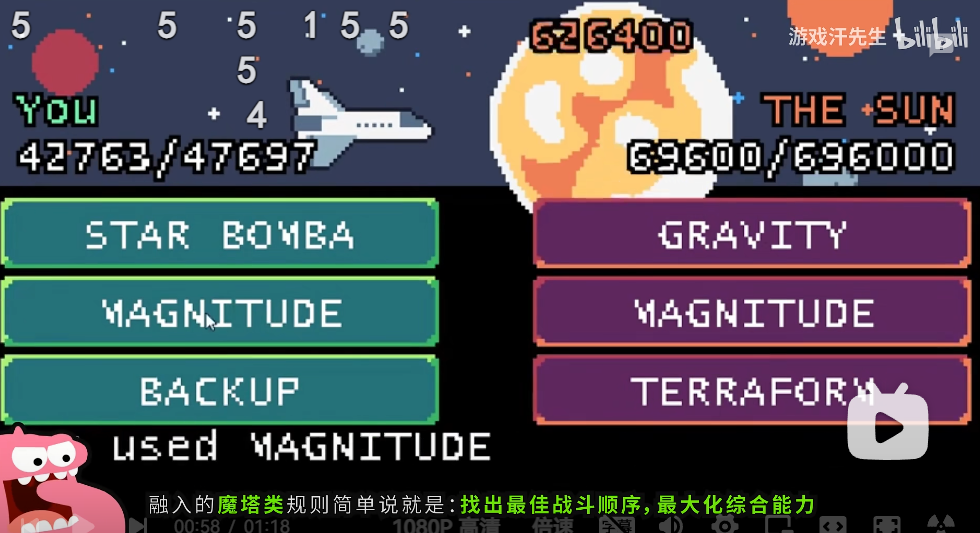 5 5 5 1 5 5
626400
游戏汗先生 bilibili
5
YOU
4
THE SUN
42763/47697
69600/696000
STAR BOMBA
GRAVITY
MAGNITUDE
MAGNITUDE
BACKUP
TERRAFORM
used MAGNITUDE
融入的魔塔类规则简单说就是：找出最佳战斗顺序，最大化综合能力
00:58 / 01:18
1080P 高清
倍速
字幕